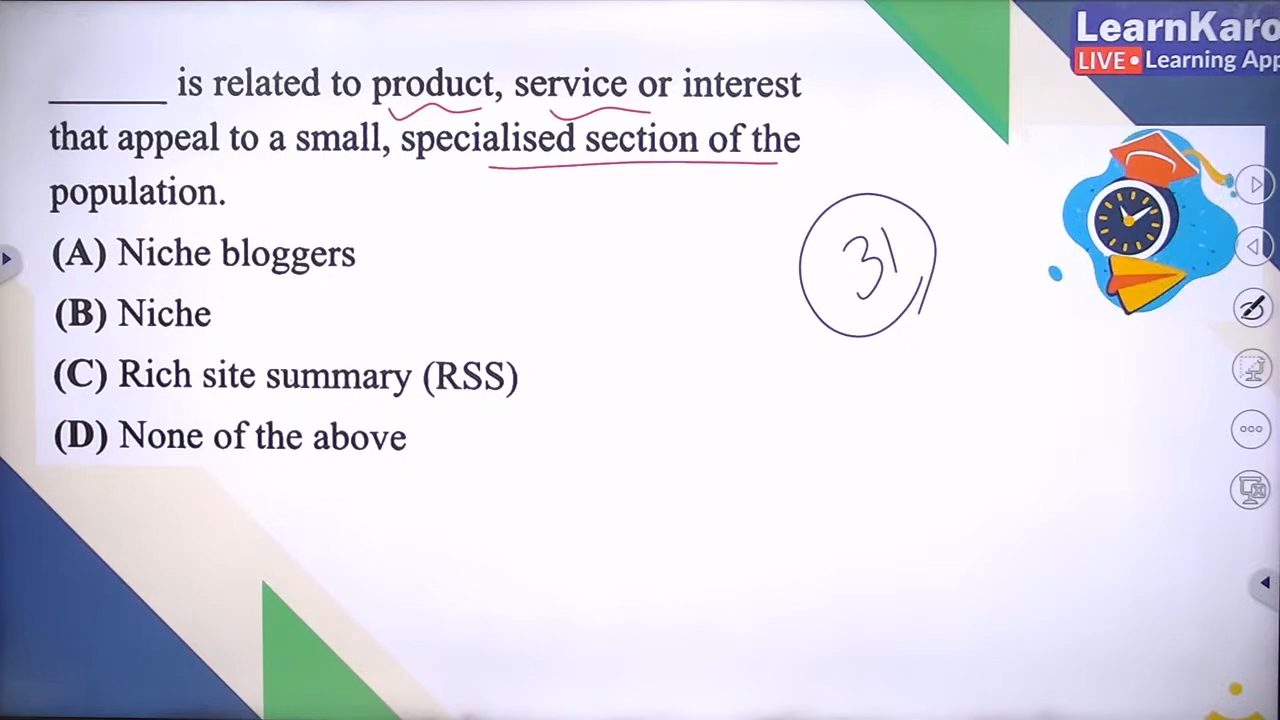 LearnKaro
LIVE • Learning App
______ is related to product, service or interest
that appeal to a small, specialised section of the
population.
(A) Niche bloggers
(B) Niche
(C) Rich site summary (RSS)
(D) None of the above
31